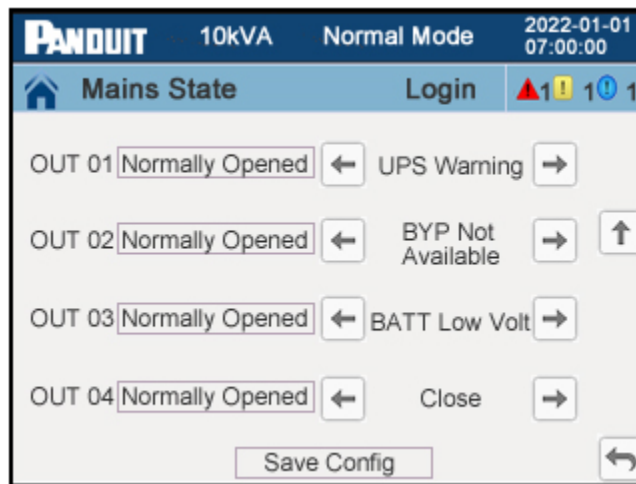 PANDUIT 10kVA Normal Mode 2022-01-01
07:00:00
Mains State Login 1 ! 1 ! 1
OUT 01 Normally Opened UPS Warning
OUT 02 Normally Opened BYP Not
Available
OUT 03 Normally Opened BATT Low Volt
OUT 04 Normally Opened Close
Save Config